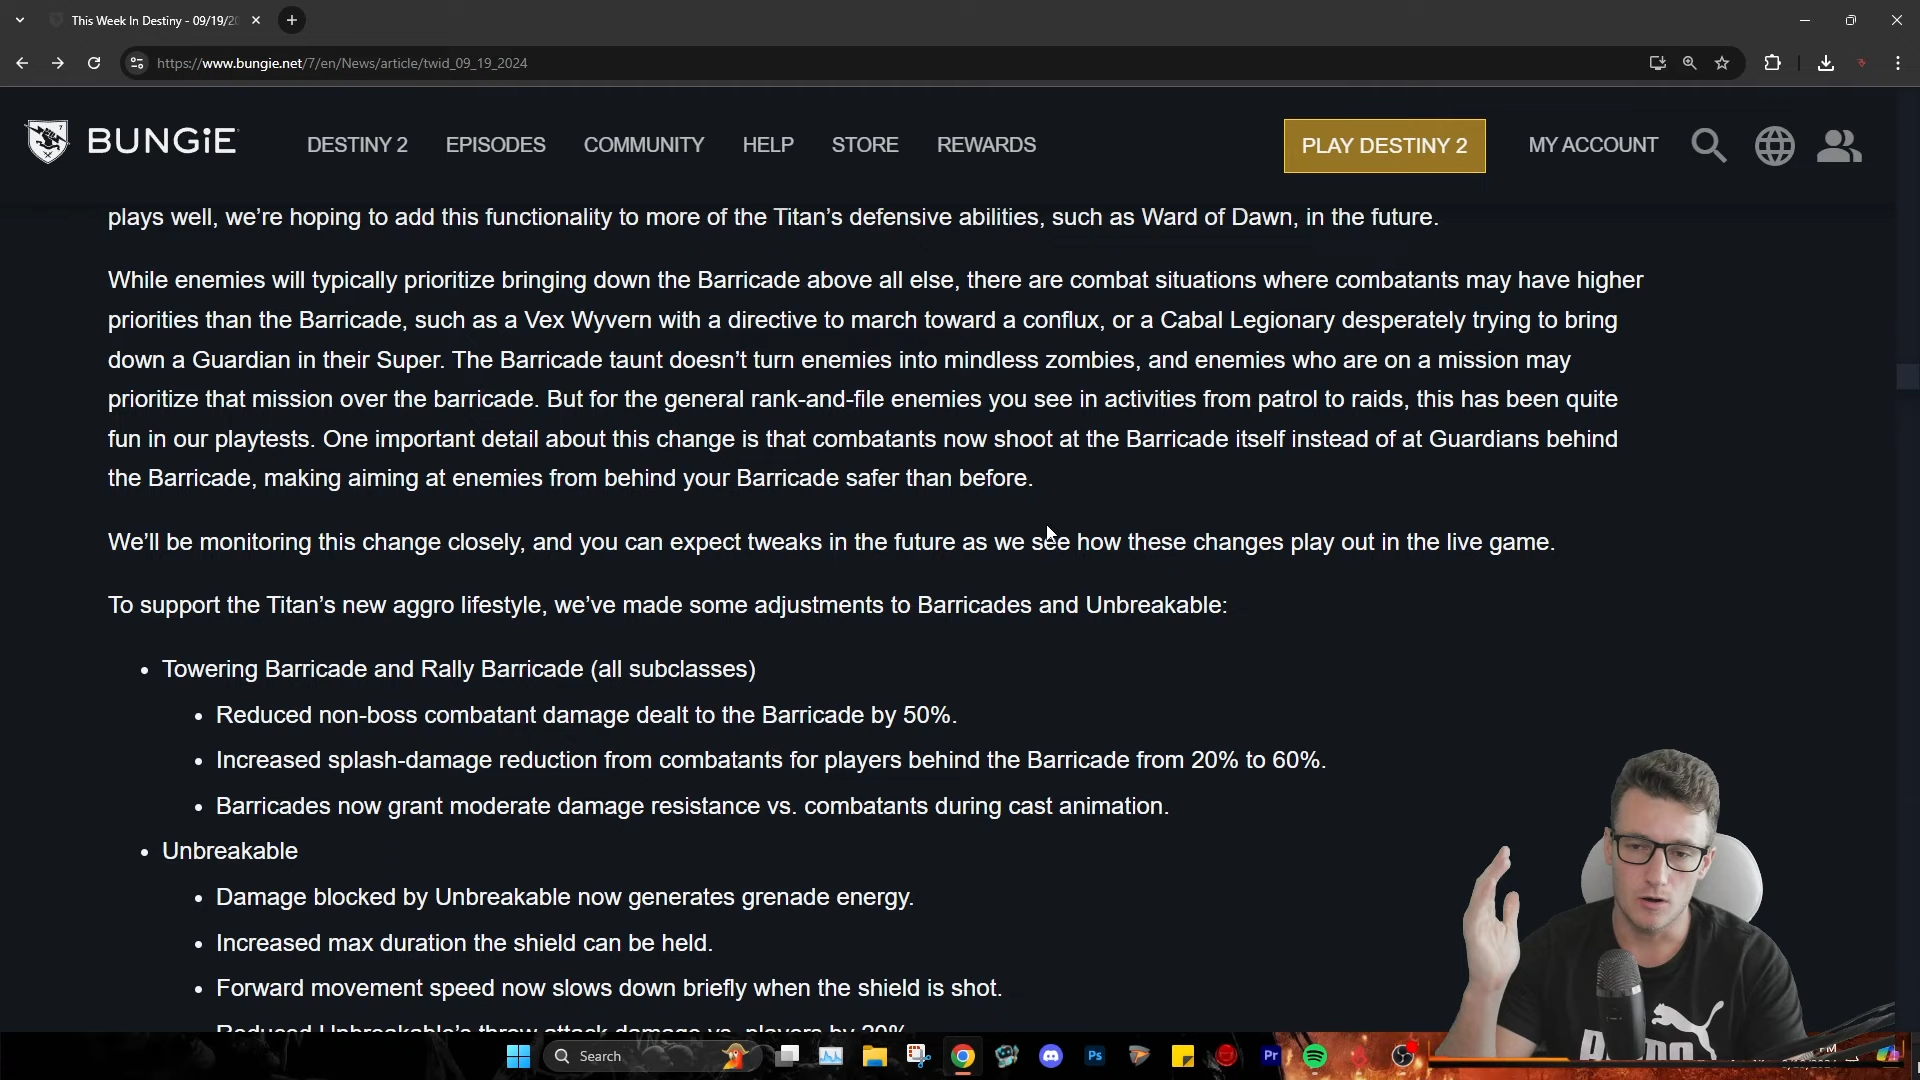 This Week In Destiny - 09/19/20
https://www.bungie.net/7/en/News/article/twid_09_19_2024
7
BUNGiE
DESTINY 2
EPISODES
COMMUNITY
HELP
STORE
REWARDS
PLAY DESTINY 2
MY ACCOUNT
plays well, we’re hoping to add this functionality to more of the Titan’s defensive abilities, such as Ward of Dawn, in the future.
While enemies will typically prioritize bringing down the Barricade above all else, there are combat situations where combatants may have higher
priorities than the Barricade, such as a Vex Wyvern with a directive to march toward a conflux, or a Cabal Legionary desperately trying to bring
down a Guardian in their Super. The Barricade taunt doesn’t turn enemies into mindless zombies, and enemies who are on a mission may
prioritize that mission over the barricade. But for the general rank-and-file enemies you see in activities from patrol to raids, this has been quite
fun in our playtests. One important detail about this change is that combatants now shoot at the Barricade itself instead of at Guardians behind
the Barricade, making aiming at enemies from behind your Barricade safer than before.
We’ll be monitoring this change closely, and you can expect tweaks in the future as we see how these changes play out in the live game.
To support the Titan’s new aggro lifestyle, we’ve made some adjustments to Barricades and Unbreakable:
• Towering Barricade and Rally Barricade (all subclasses)
• Reduced non-boss combatant damage dealt to the Barricade by 50%.
• Increased splash-damage reduction from combatants for players behind the Barricade from 20% to 60%.
• Barricades now grant moderate damage resistance vs. combatants during cast animation.
• Unbreakable
• Damage blocked by Unbreakable now generates grenade energy.
• Increased max duration the shield can be held.
• Forward movement speed now slows down briefly when the shield is shot.
Reduced Unbreakable’s throw attack damage vs. players by 20%
Search
Ps
Pr
PM